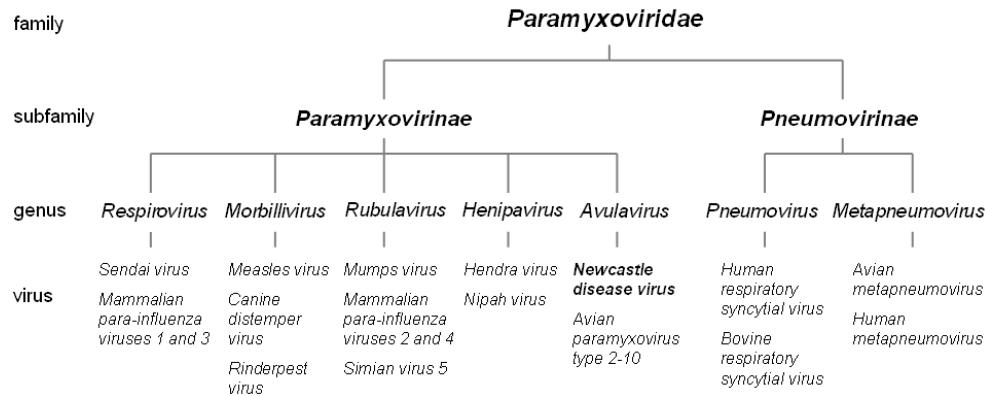 family
Paramyxoviridae
subfamily
Paramyxovirinae
Pneumovirinae
genus
Respirovirus
Morbillivirus
Rubulavirus
Henipavirus
Avulavirus
Pneumovirus
Metapneumovirus
virus
Sendai virus
Mammalian
para-influenza
viruses 1 and 3
Measles virus
Canine
distemper
virus
Rinderpest
virus
Mumps virus
Mammalian
para-influenza
viruses 2 and 4
Simian virus 5
Hendra virus
Nipah virus
Newcastle
disease virus
Avian
paramyxovirus
type 2-10
Human
respiratory
syncytial virus
Bovine
respiratory
syncytial virus
Avian
metapneumovirus
Human
metapneumovirus